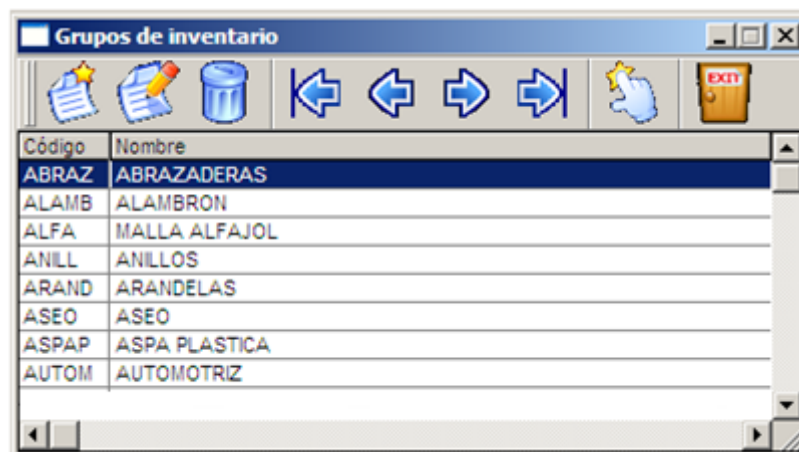 Grupos de inventario
EXIT
Código Nombre
ABRAZ ABRAZADERAS
ALAMB ALAMBRON
ALFA MALLA ALFAJOL
ANILL ANILLOS
ARAND ARANDELAS
ASEO ASEO
ASPAP ASPA PLASTICA
AUTOM AUTOMOTRIZ